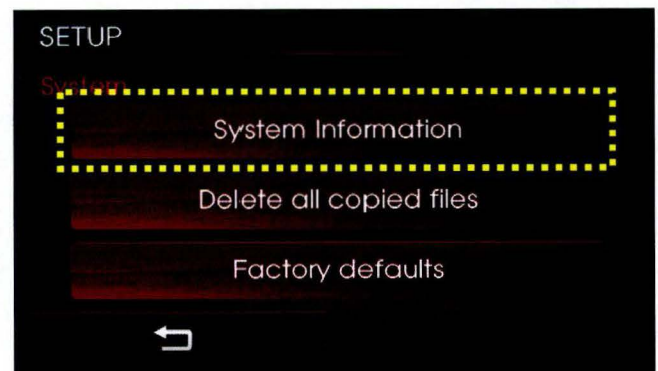 SETUP
System
System Information
Delete all copied files
Factory defaults